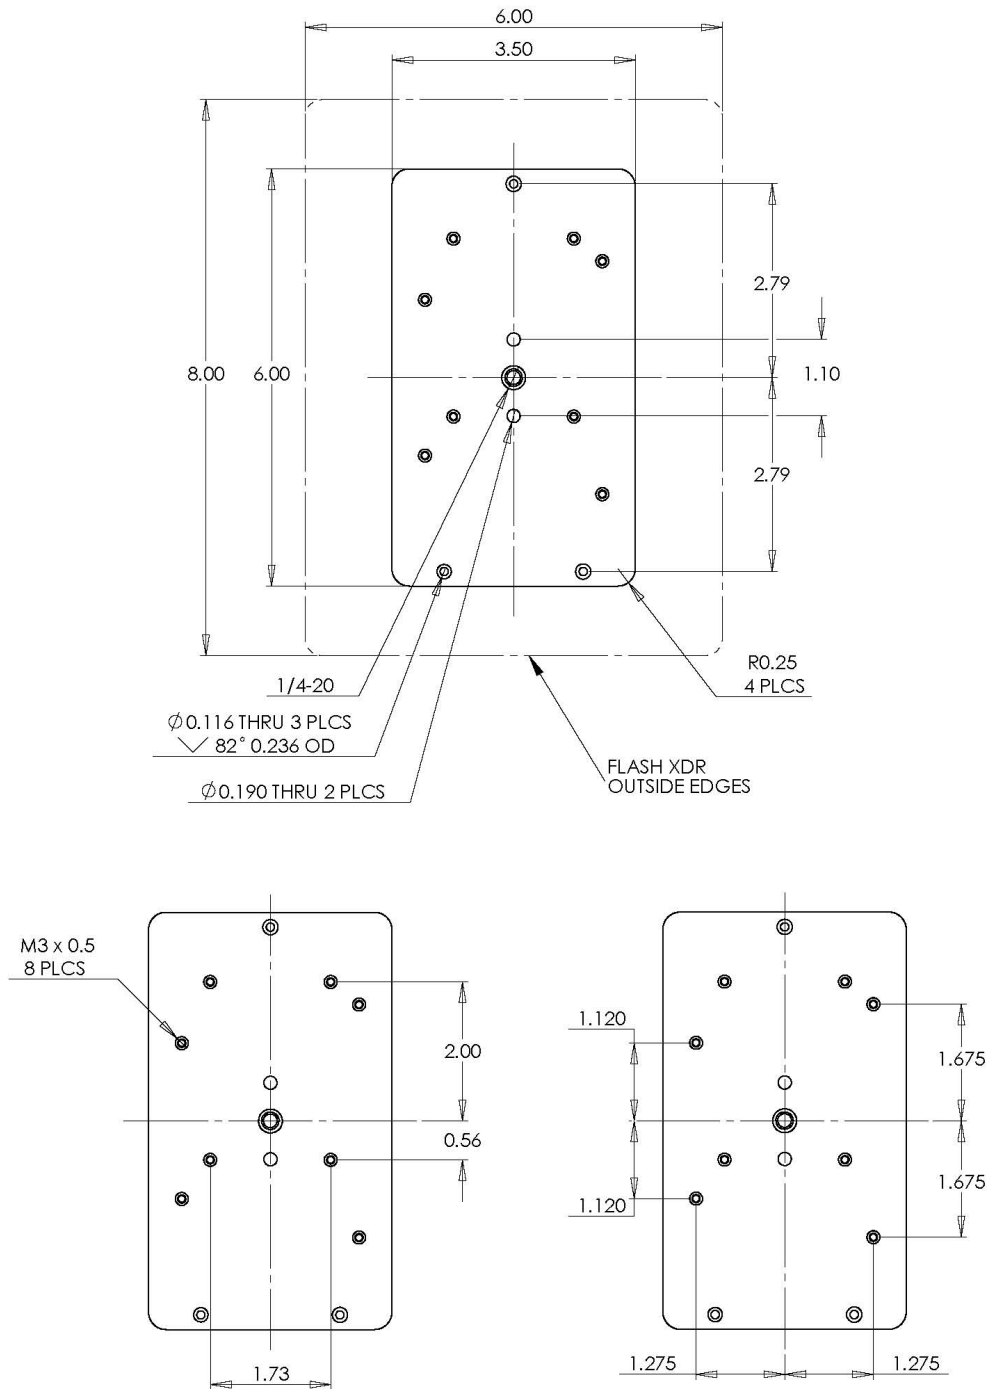 6.00
3.50
2.79
8.00
6.00
1.10
2.79
1/4-20
R0.25
4 PLCS
Ø0.116 THRU 3 PLCS
⌵ 82° 0.236 OD
FLASH XDR
OUTSIDE EDGES
Ø0.190 THRU 2 PLCS
M3 x 0.5
8 PLCS
2.00
0.56
1.73
1.120
1.675
1.120
1.675
1.275
1.275